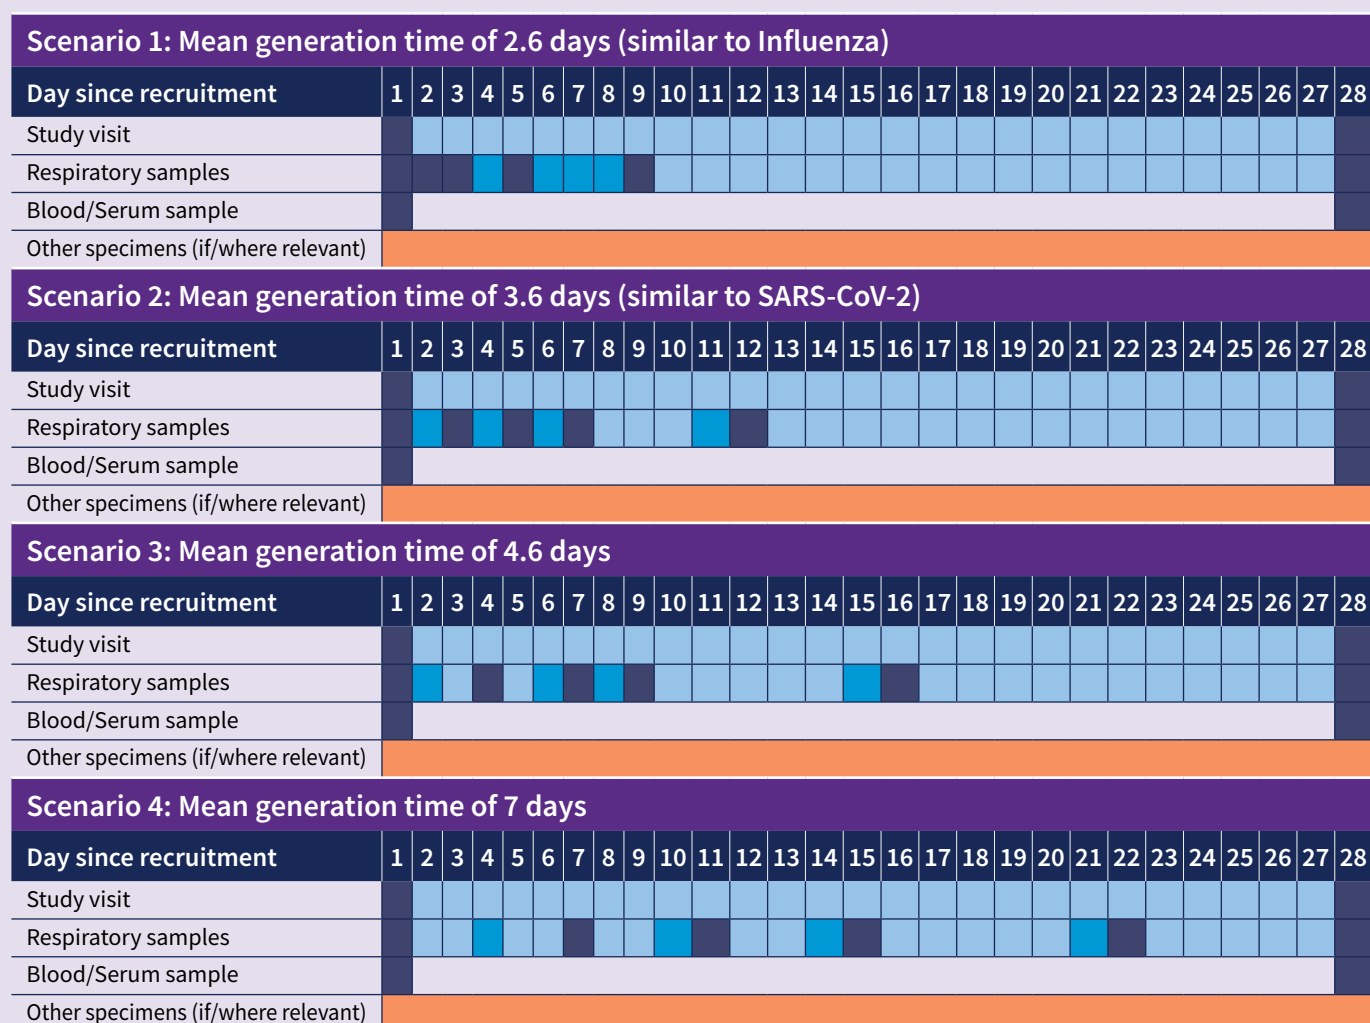 Scenario 1: Mean generation time of 2.6 days (similar to Influenza)
Day since recruitment 1 2 3 4 5 6 7 8 9 10 11 12 13 14 15 16 17 18 19 20 21 22 23 24 25 26 27 28
Study visit
Respiratory samples
Blood/Serum sample
Other specimens (if/where relevant)
Scenario 2: Mean generation time of 3.6 days (similar to SARS-CoV-2)
Day since recruitment 1 2 3 4 5 6 7 8 9 10 11 12 13 14 15 16 17 18 19 20 21 22 23 24 25 26 27 28
Study visit
Respiratory samples
Blood/Serum sample
Other specimens (if/where relevant)
Scenario 3: Mean generation time of 4.6 days
Day since recruitment 1 2 3 4 5 6 7 8 9 10 11 12 13 14 15 16 17 18 19 20 21 22 23 24 25 26 27 28
Study visit
Respiratory samples
Blood/Serum sample
Other specimens (if/where relevant)
Scenario 4: Mean generation time of 7 days
Day since recruitment 1 2 3 4 5 6 7 8 9 10 11 12 13 14 15 16 17 18 19 20 21 22 23 24 25 26 27 28
Study visit
Respiratory samples
Blood/Serum sample
Other specimens (if/where relevant)